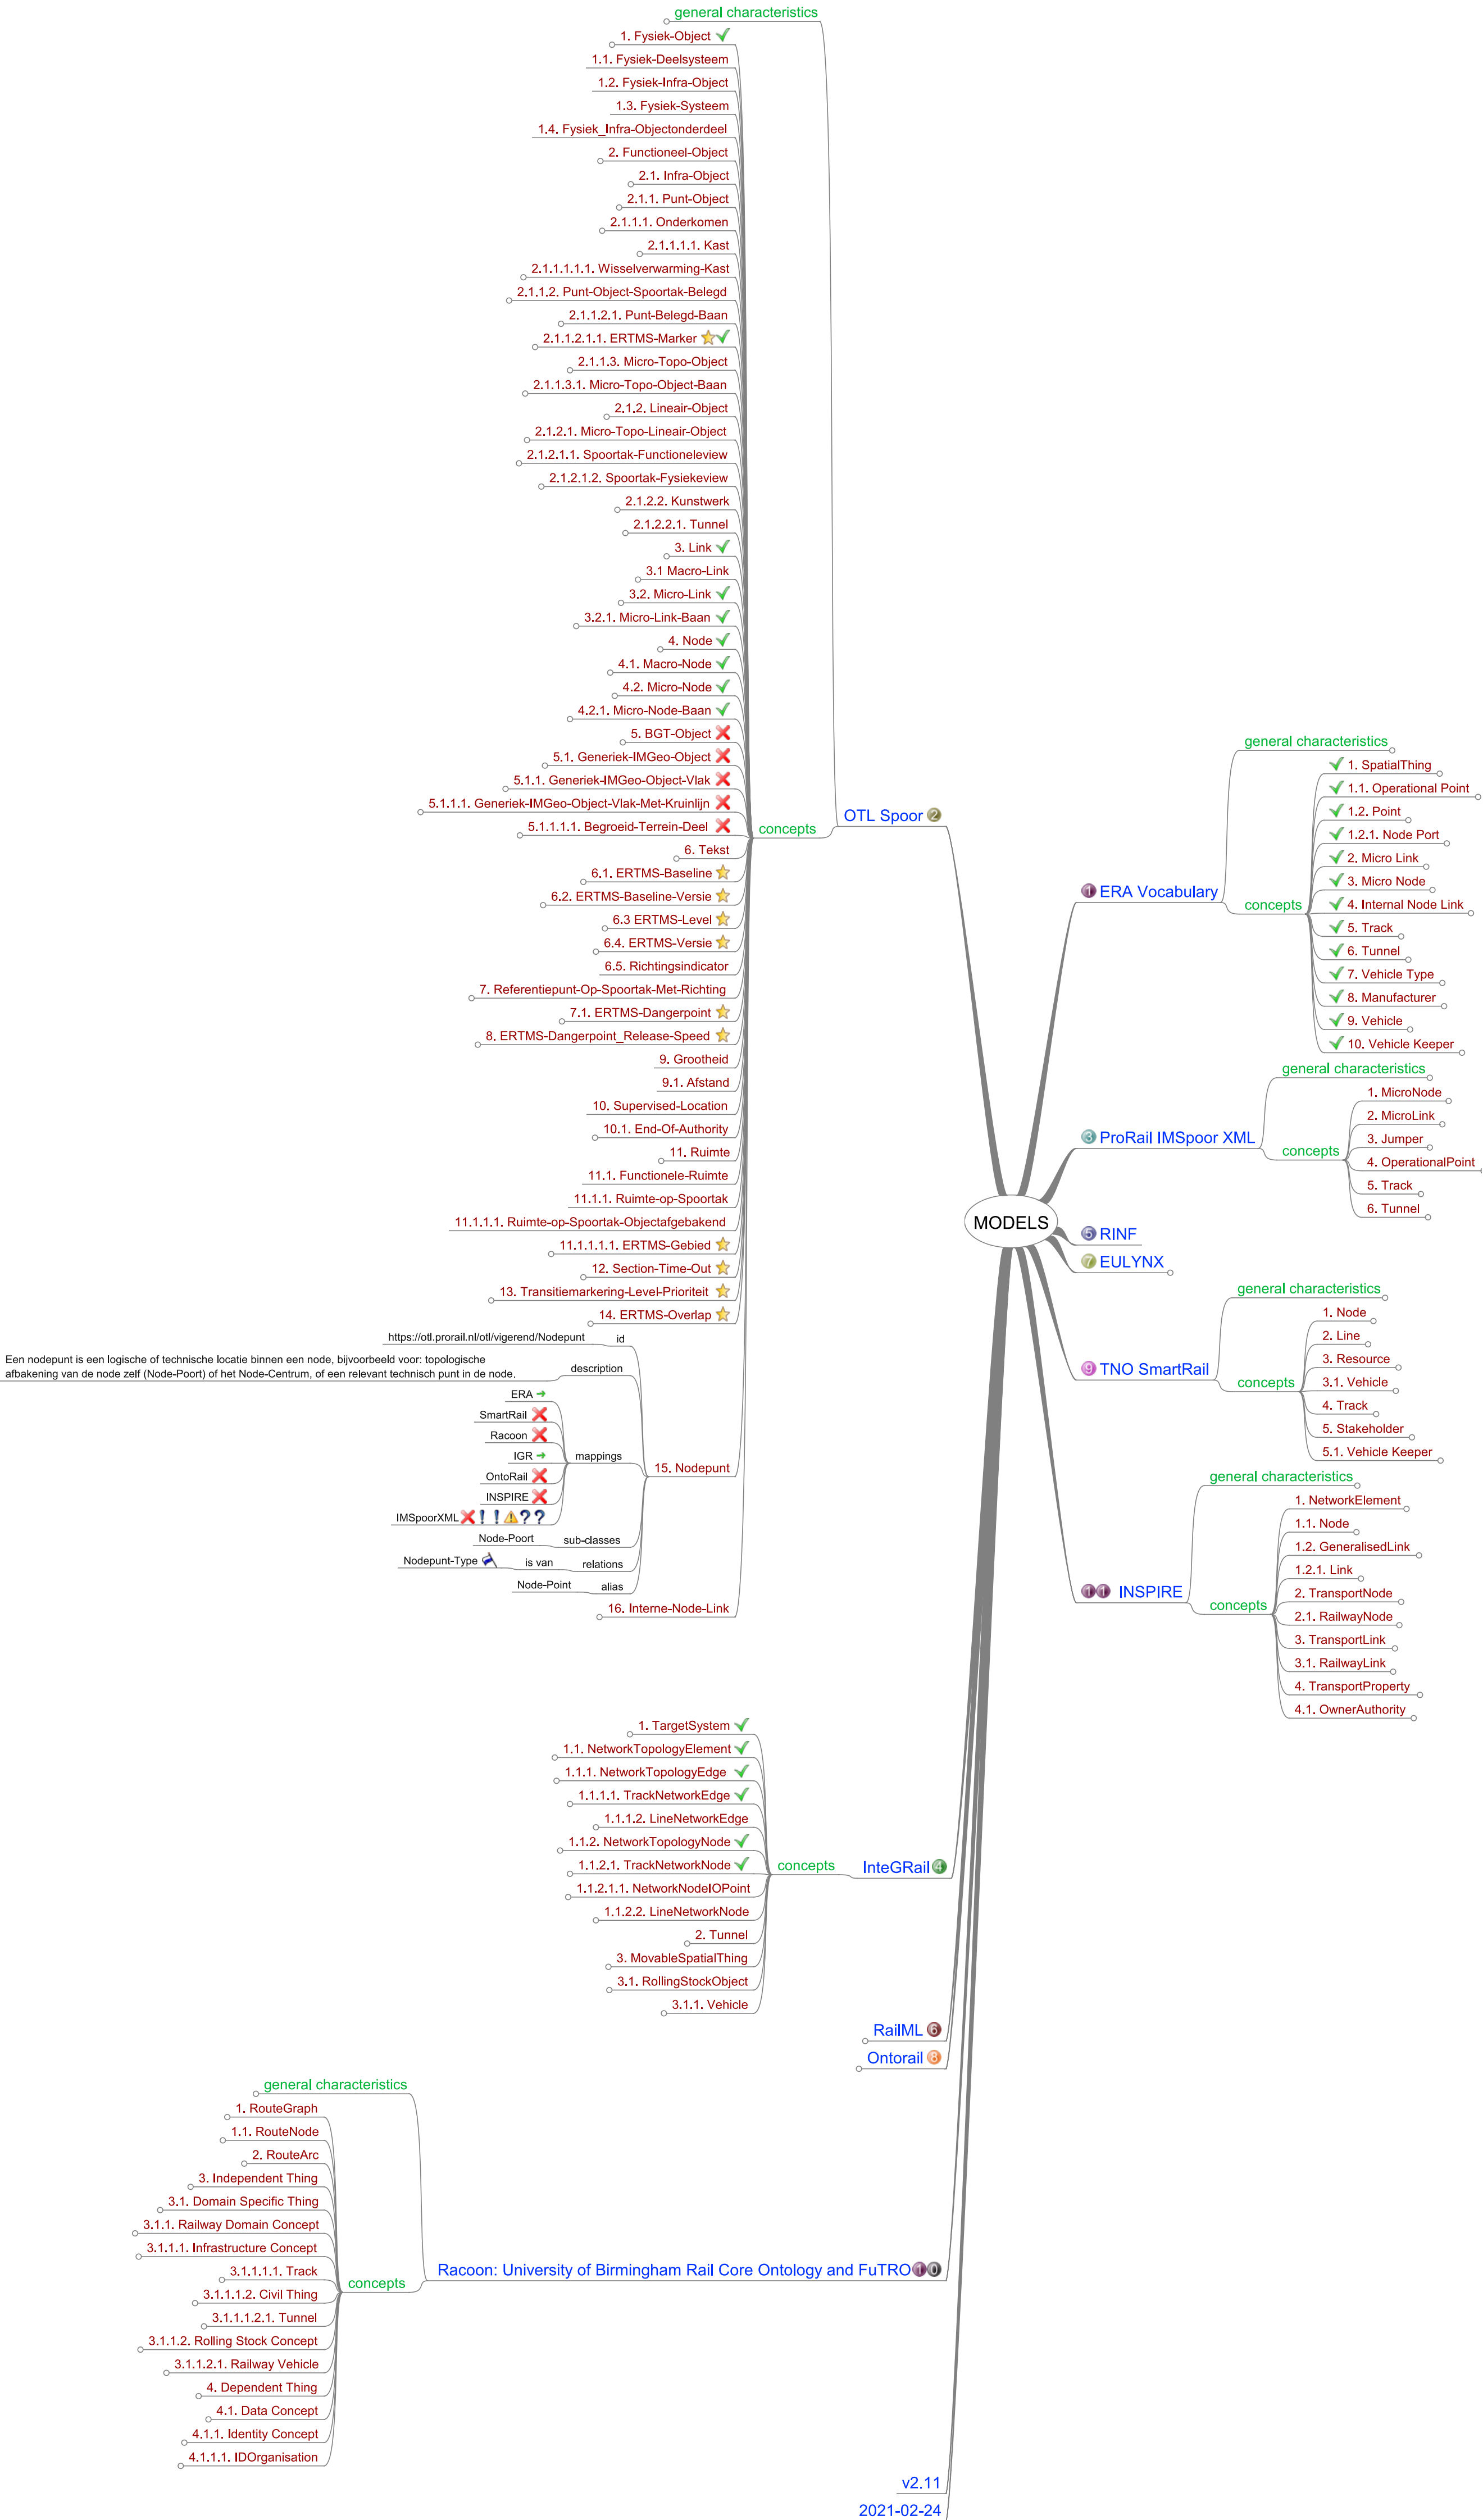 general characteristics
1. Fysiek-Object
1.1. Fysiek-Deelsysteem
1.2. Fysiek-Infra-Object
1.3. Fysiek-Systeem
1.4. Fysiek_Infra-Objectonderdeel
2. Functioneel-Object
2.1. Infra-Object
2.1.1. Punt-Object
2.1.1.1. Onderkomen
2.1.1.1.1. Kast
2.1.1.1.1.1. Wisselverwarming-Kast
2.1.1.2. Punt-Object-Spoortak-Belegd
2.1.1.2.1. Punt-Belegd-Baan
2.1.1.2.1.1. ERTMS-Marker
2.1.1.3. Micro-Topo-Object
2.1.1.3.1. Micro-Topo-Object-Baan
2.1.2. Lineair-Object
2.1.2.1. Micro-Topo-Lineair-Object
2.1.2.1.1. Spoortak-Functioneleview
2.1.2.1.2. Spoortak-Fysiekeview
2.1.2.2. Kunstwerk
2.1.2.2.1. Tunnel
3. Link
3.1 Macro-Link
3.2. Micro-Link
3.2.1. Micro-Link-Baan
4. Node
4.1. Macro-Node
4.2. Micro-Node
4.2.1. Micro-Node-Baan
5. BGT-Object
5.1. Generiek-IMGeo-Object
5.1.1. Generiek-IMGeo-Object-Vlak
5.1.1.1. Generiek-IMGeo-Object-Vlak-Met-Kruinlijn
5.1.1.1.1. Begroeid-Terrein-Deel
6. Tekst
6.1. ERTMS-Baseline
6.2. ERTMS-Baseline-Versie
6.3 ERTMS-Level
6.4. ERTMS-Versie
6.5. Richtingsindicator
7. Referentiepunt-Op-Spoortak-Met-Richting
7.1. ERTMS-Dangerpoint
8. ERTMS-Dangerpoint_Release-Speed
9. Grootheid
9.1. Afstand
10. Supervised-Location
10.1. End-Of-Authority
11. Ruimte
11.1. Functionele-Ruimte
11.1.1. Ruimte-op-Spoortak
11.1.1.1. Ruimte-op-Spoortak-Objectafgebakend
11.1.1.1.1. ERTMS-Gebied
12. Section-Time-Out
13. Transitiemarkering-Level-Prioriteit
14. ERTMS-Overlap
https://otl.prorail.nl/otl/vigerend/Nodepunt
id
Een nodepunt is een logische of technische locatie binnen een node, bijvoorbeeld voor: topologische
afbakening van de node zelf (Node-Poort) of het Node-Centrum, of een relevant technisch punt in de node.
description
ERA
SmartRail
Racoon
IGR
OntoRail
INSPIRE
IMSpoorXML
mappings
Node-Poort
sub-classes
Nodepunt-Type
is van
relations
Node-Point
alias
15. Nodepunt
16. Interne-Node-Link
concepts
OTL Spoor 2
1. TargetSystem
1.1. NetworkTopologyElement
1.1.1. NetworkTopologyEdge
1.1.1.1. TrackNetworkEdge
1.1.1.2. LineNetworkEdge
1.1.2. NetworkTopologyNode
1.1.2.1. TrackNetworkNode
1.1.2.1.1. NetworkNodeIOPoint
1.1.2.2. LineNetworkNode
2. Tunnel
3. MovableSpatialThing
3.1. RollingStockObject
3.1.1. Vehicle
concepts
InteGRail 4
RailML 6
Ontorail 8
general characteristics
1. RouteGraph
1.1. RouteNode
2. RouteArc
3. Independent Thing
3.1. Domain Specific Thing
3.1.1. Railway Domain Concept
3.1.1.1. Infrastructure Concept
3.1.1.1.1. Track
3.1.1.1.2. Civil Thing
3.1.1.1.2.1. Tunnel
3.1.1.2. Rolling Stock Concept
3.1.1.2.1. Railway Vehicle
4. Dependent Thing
4.1. Data Concept
4.1.1. Identity Concept
4.1.1.1. IDOrganisation
concepts
Racoon: University of Birmingham Rail Core Ontology and FuTRO 1 0
v2.11
2021-02-24
MODELS
1 ERA Vocabulary
general characteristics
concepts
1. SpatialThing
1.1. Operational Point
1.2. Point
1.2.1. Node Port
2. Micro Link
3. Micro Node
4. Internal Node Link
5. Track
6. Tunnel
7. Vehicle Type
8. Manufacturer
9. Vehicle
10. Vehicle Keeper
3 ProRail IMSpoor XML
general characteristics
concepts
1. MicroNode
2. MicroLink
3. Jumper
4. OperationalPoint
5. Track
6. Tunnel
5 RINF
7 EULYNX
9 TNO SmartRail
general characteristics
concepts
1. Node
2. Line
3. Resource
3.1. Vehicle
4. Track
5. Stakeholder
5.1. Vehicle Keeper
1 1 INSPIRE
general characteristics
concepts
1. NetworkElement
1.1. Node
1.2. GeneralisedLink
1.2.1. Link
2. TransportNode
2.1. RailwayNode
3. TransportLink
3.1. RailwayLink
4. TransportProperty
4.1. OwnerAuthority